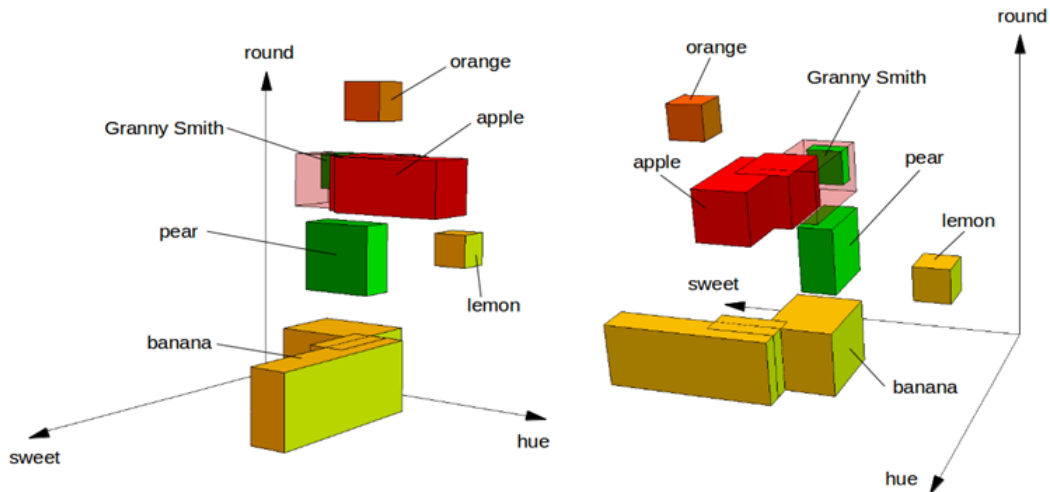 round
orange
Granny Smith
apple
pear
lemon
banana
sweet
hue
round
orange
Granny Smith
apple
pear
lemon
sweet
banana
hue